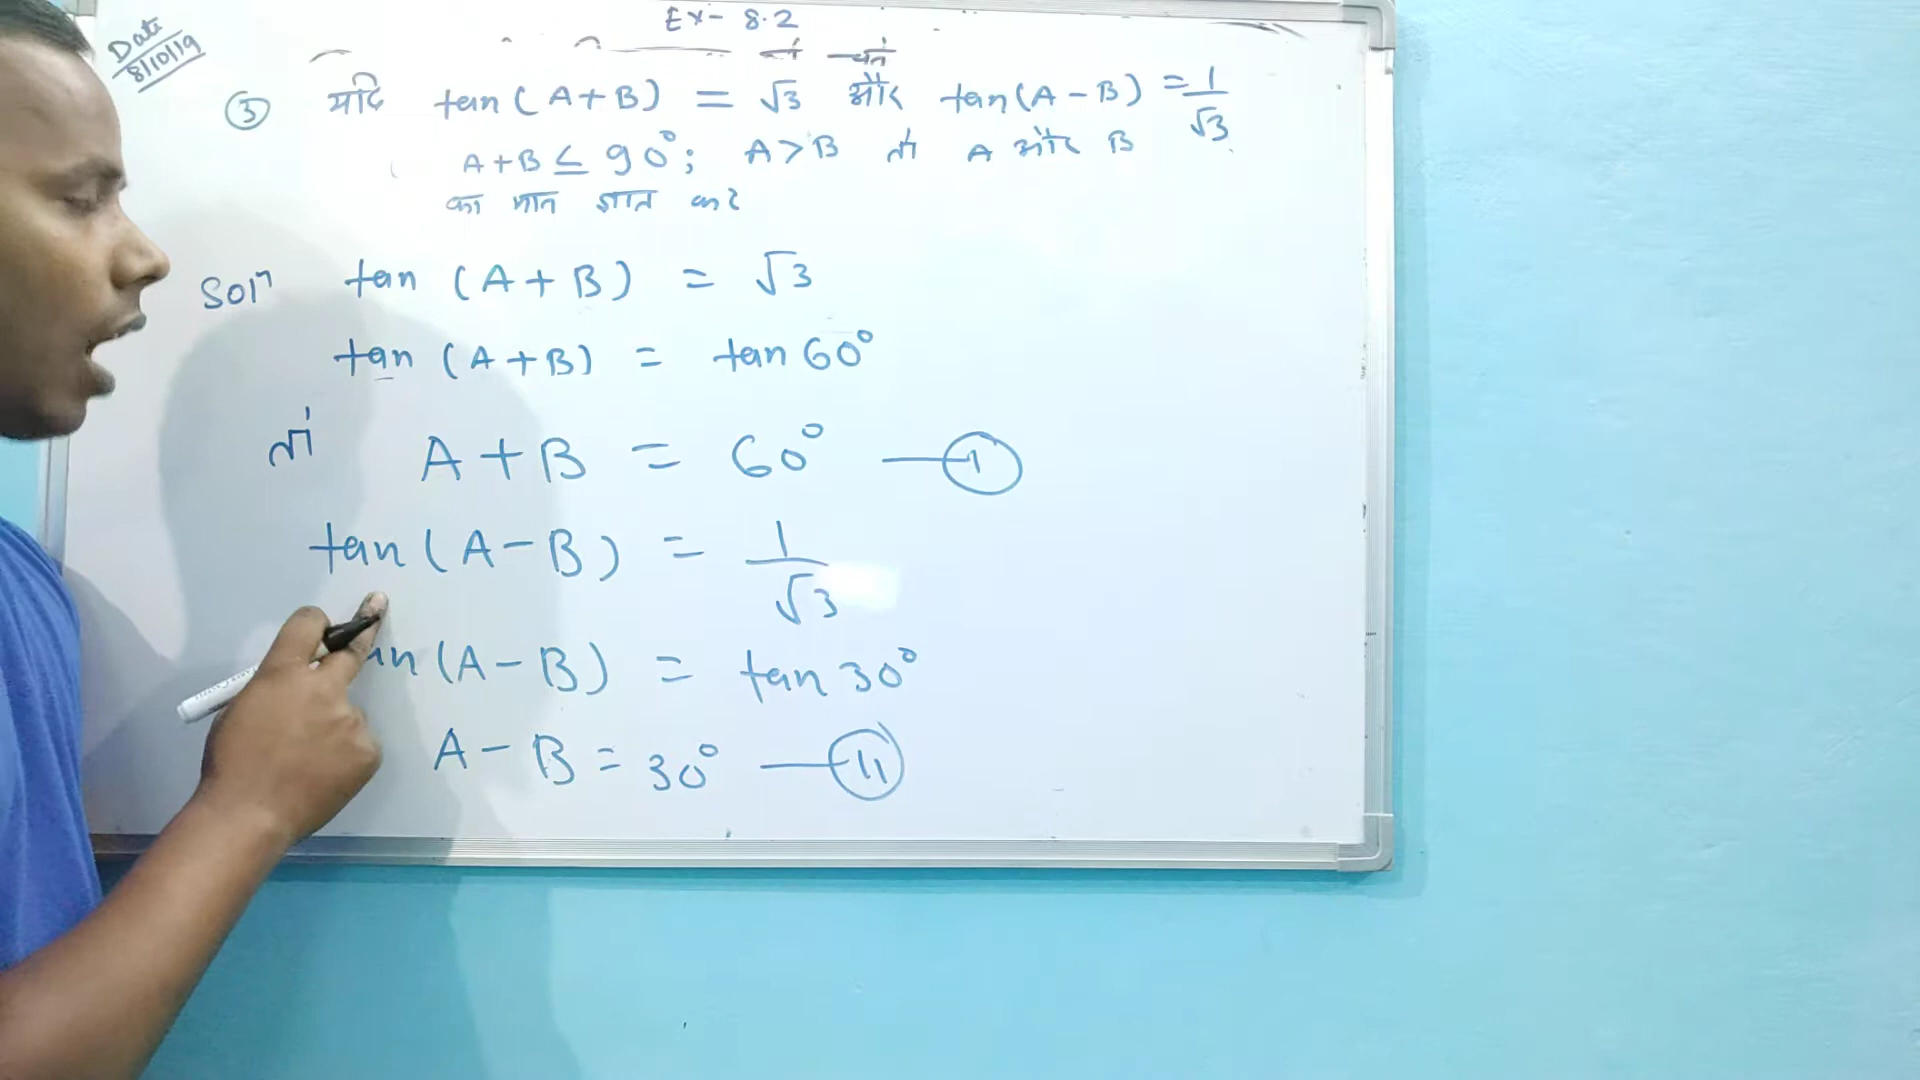 Date
8/10/19
Ex- 8.2
③ यदि tan(A+B) = √3 और tan(A-B) = 1/√3
A+B ≤ 90°; A>B तो A और B
का मान ज्ञात करें
Solⁿ tan (A+B) = √3
tan (A+B) = tan 60°
तो A+B = 60° — Ⓘ
tan(A-B) = 1/√3
an(A-B) = tan 30°
A-B = 30° — Ⓘⓘ